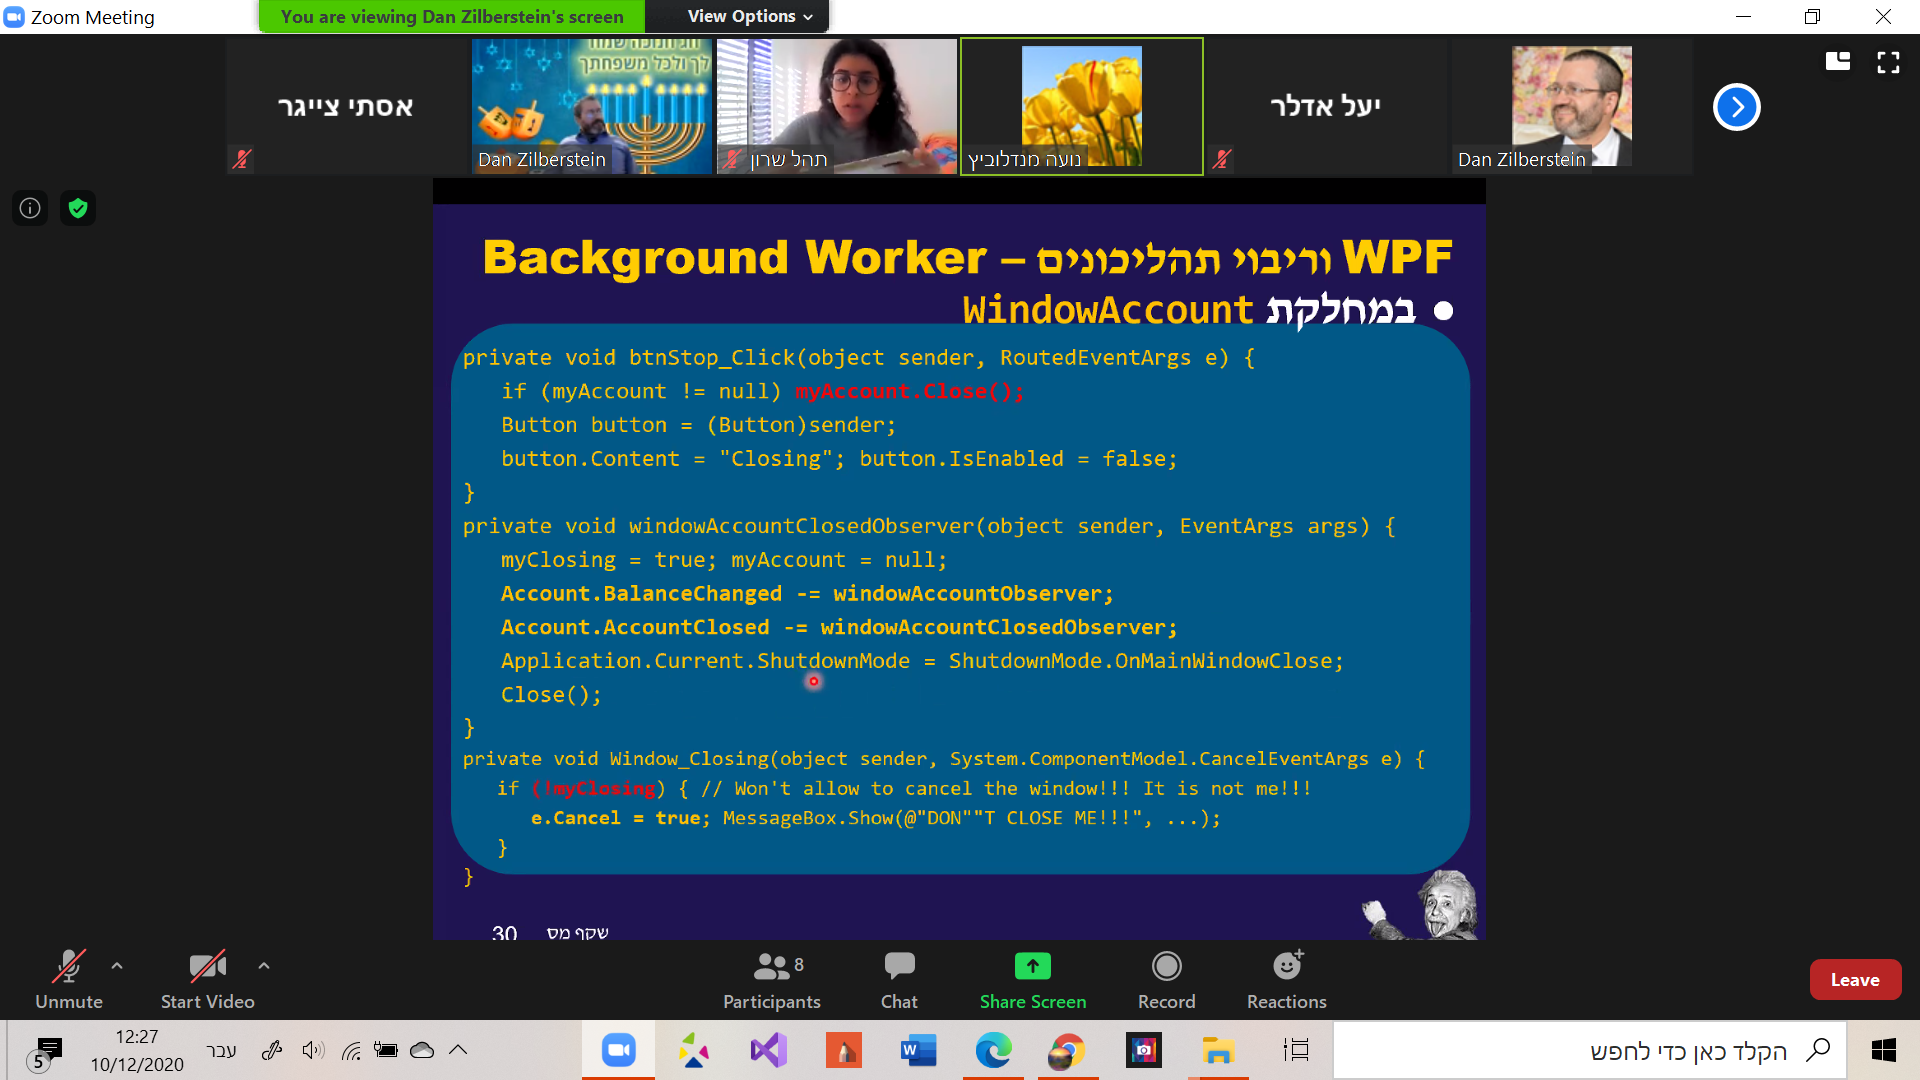 Zoom Meeting
You are viewing Dan Zilberstein's screen
View Options
אסתי צייגר
חג חנוכה שמח
לך ולכל משפחתך
Dan Zilberstein
תהל שרון
נועה מנדלוביץ
יעל אדלר
Dan Zilberstein
WPF וריבוי תהליכונים – Background Worker
• במחלקת WindowAccount
private void btnStop_Click(object sender, RoutedEventArgs e) {
if (myAccount != null) myAccount.Close();
Button button = (Button)sender;
button.Content = "Closing"; button.IsEnabled = false;
}
private void windowAccountClosedObserver(object sender, EventArgs args) {
myClosing = true; myAccount = null;
Account.BalanceChanged -= windowAccountObserver;
Account.AccountClosed -= windowAccountClosedObserver;
Application.Current.ShutdownMode = ShutdownMode.OnMainWindowClose;
Close();
}
private void Window_Closing(object sender, System.ComponentModel.CancelEventArgs e) {
if (!myClosing) { // Won't allow to cancel the window!!! It is not me!!!
e.Cancel = true; MessageBox.Show(@"DON""T CLOSE ME!!!", ...);
}
}
שקף מס 30
Unmute
Start Video
8
Participants
Chat
Share Screen
Record
Reactions
Leave
5
12:27
10/12/2020
עבר
הקלד כאן כדי לחפש